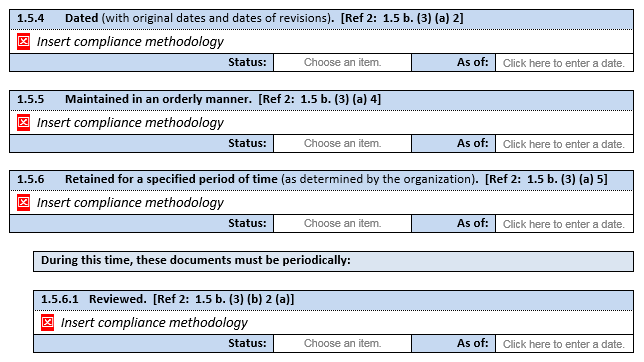 1.5.4 Dated (with original dates and dates of revisions). [Ref 2: 1.5 b. (3) (a) 2]
☒ Insert compliance methodology
Status: Choose an item. As of: Click here to enter a date.
1.5.5 Maintained in an orderly manner. [Ref 2: 1.5 b. (3) (a) 4]
☒ Insert compliance methodology
Status: Choose an item. As of: Click here to enter a date.
1.5.6 Retained for a specified period of time (as determined by the organization). [Ref 2: 1.5 b. (3) (a) 5]
☒ Insert compliance methodology
Status: Choose an item. As of: Click here to enter a date.
During this time, these documents must be periodically:
1.5.6.1 Reviewed. [Ref 2: 1.5 b. (3) (b) 2 (a)]
☒ Insert compliance methodology
Status: Choose an item. As of: Click here to enter a date.